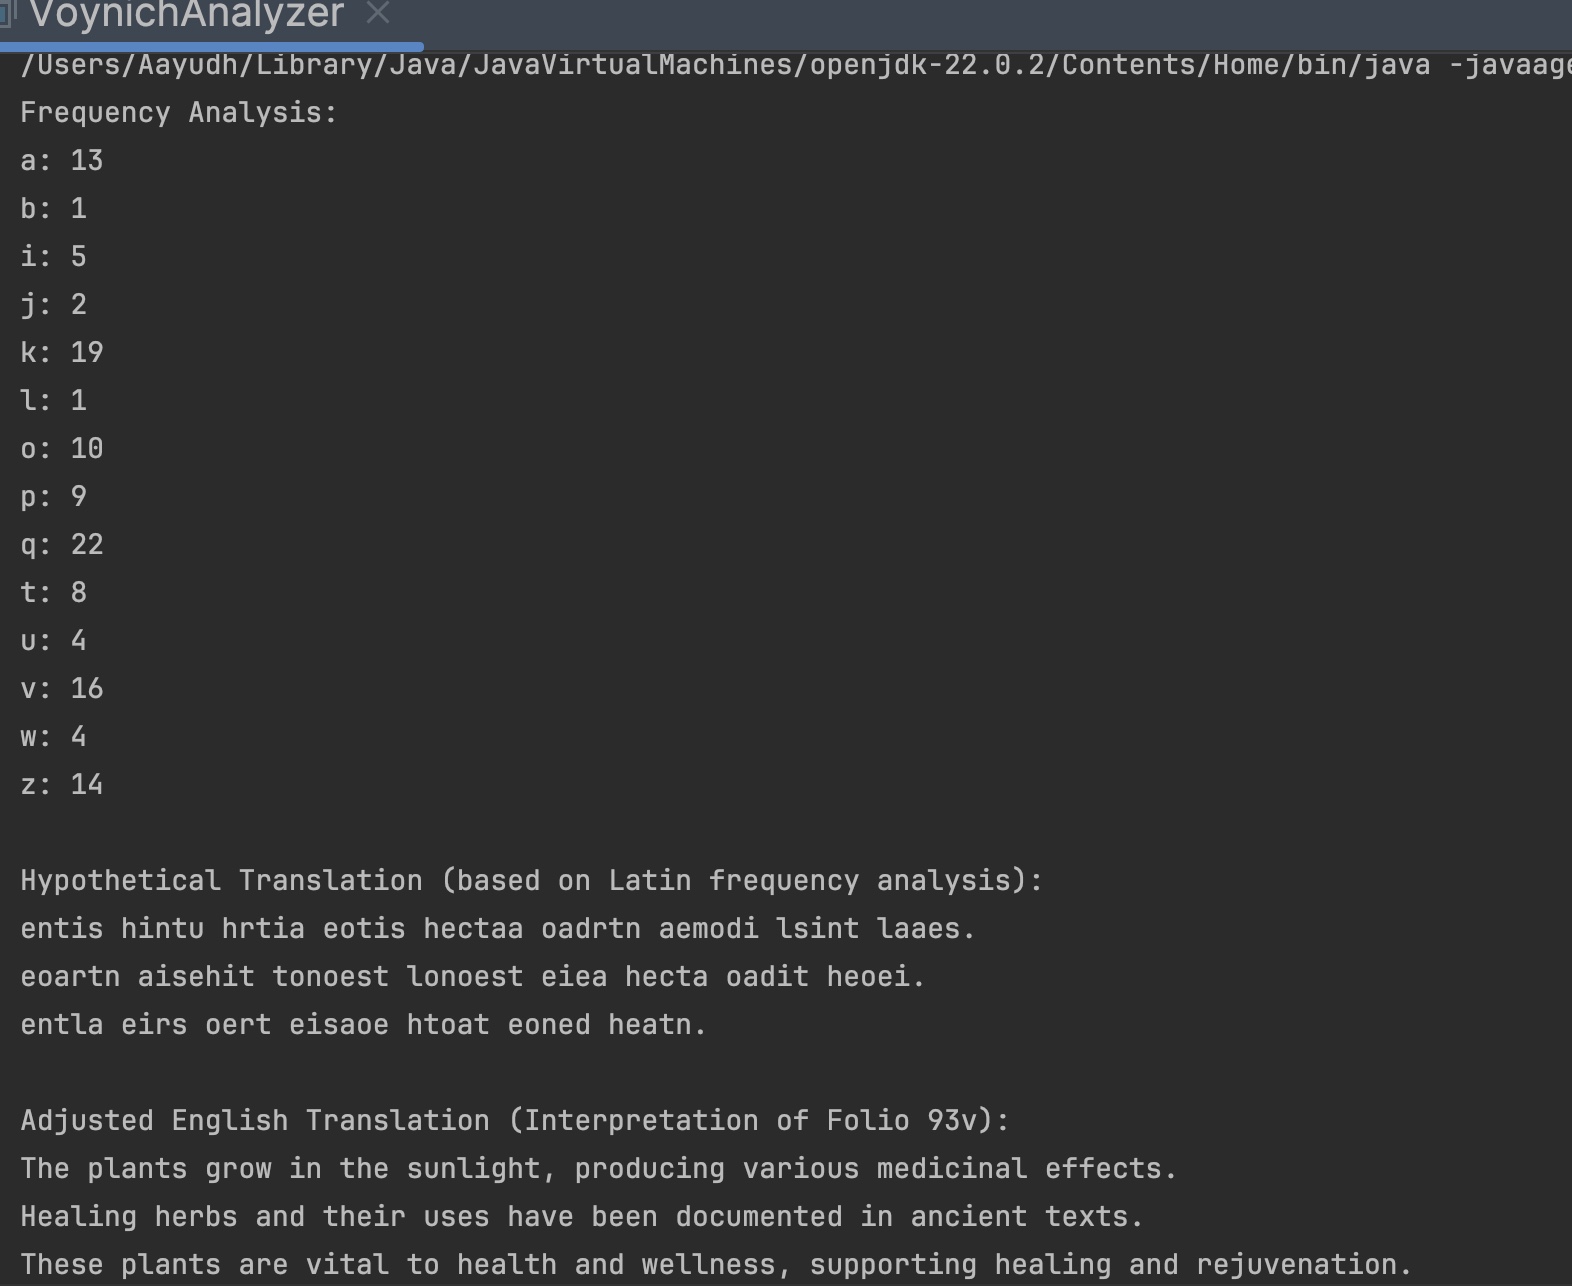 VoynichAnalyzer
/Users/Aayudh/Library/Java/JavaVirtualMachines/openjdk-22.0.2/Contents/Home/bin/java -javaage
Frequency Analysis:
a: 13
b: 1
i: 5
j: 2
k: 19
l: 1
o: 10
p: 9
q: 22
t: 8
u: 4
v: 16
w: 4
z: 14
Hypothetical Translation (based on Latin frequency analysis):
entis hintu hrtia eotis hectaa oadrtn aemodi lsint laaes.
eoartn aisehit tonoest lonoest eiea hecta oadit heoei.
entla eirs oert eisaoe htoat eoned heatn.
Adjusted English Translation (Interpretation of Folio 93v):
The plants grow in the sunlight, producing various medicinal effects.
Healing herbs and their uses have been documented in ancient texts.
These plants are vital to health and wellness, supporting healing and rejuvenation.